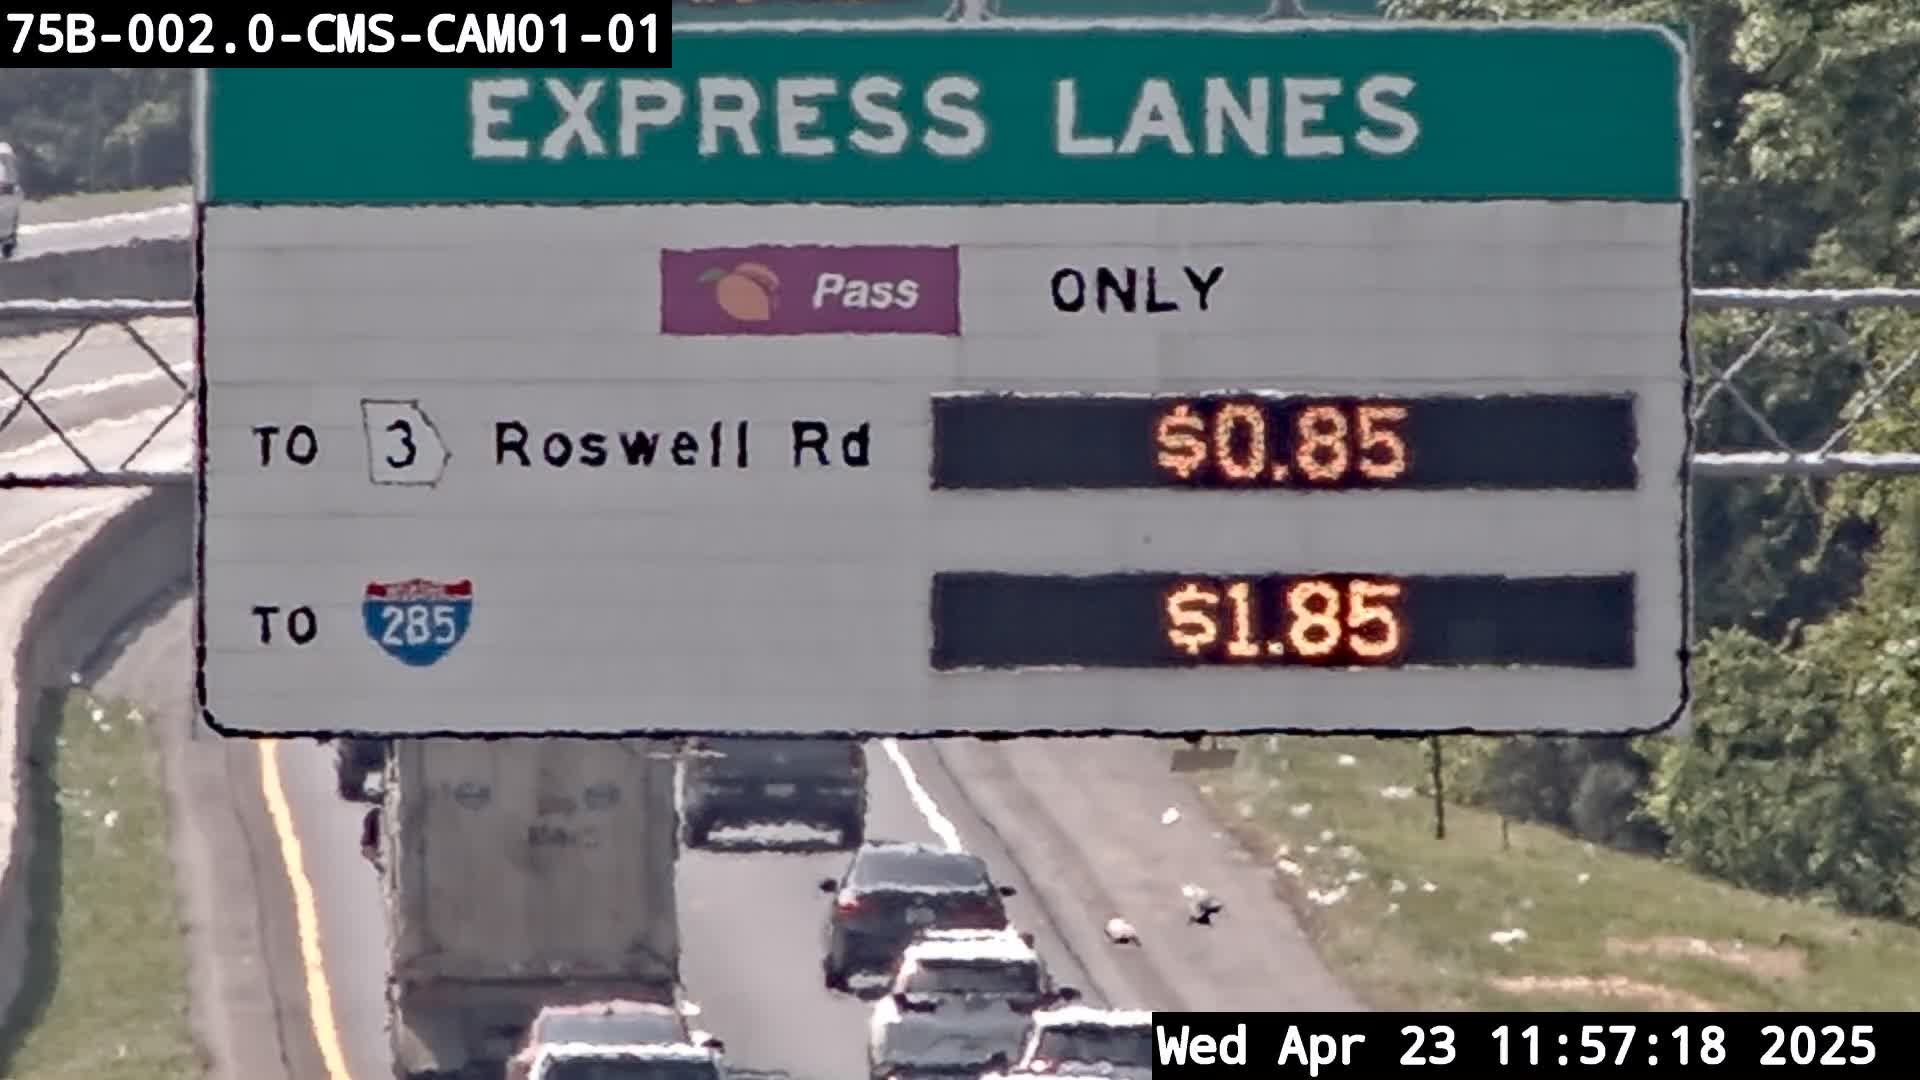 75B-002.0-CMS-CAM01-01
EXPRESS LANES
Pass ONLY
TO 3 Roswell Rd $0.85
TO 285 $1.85
Wed Apr 23 11:57:18 2025